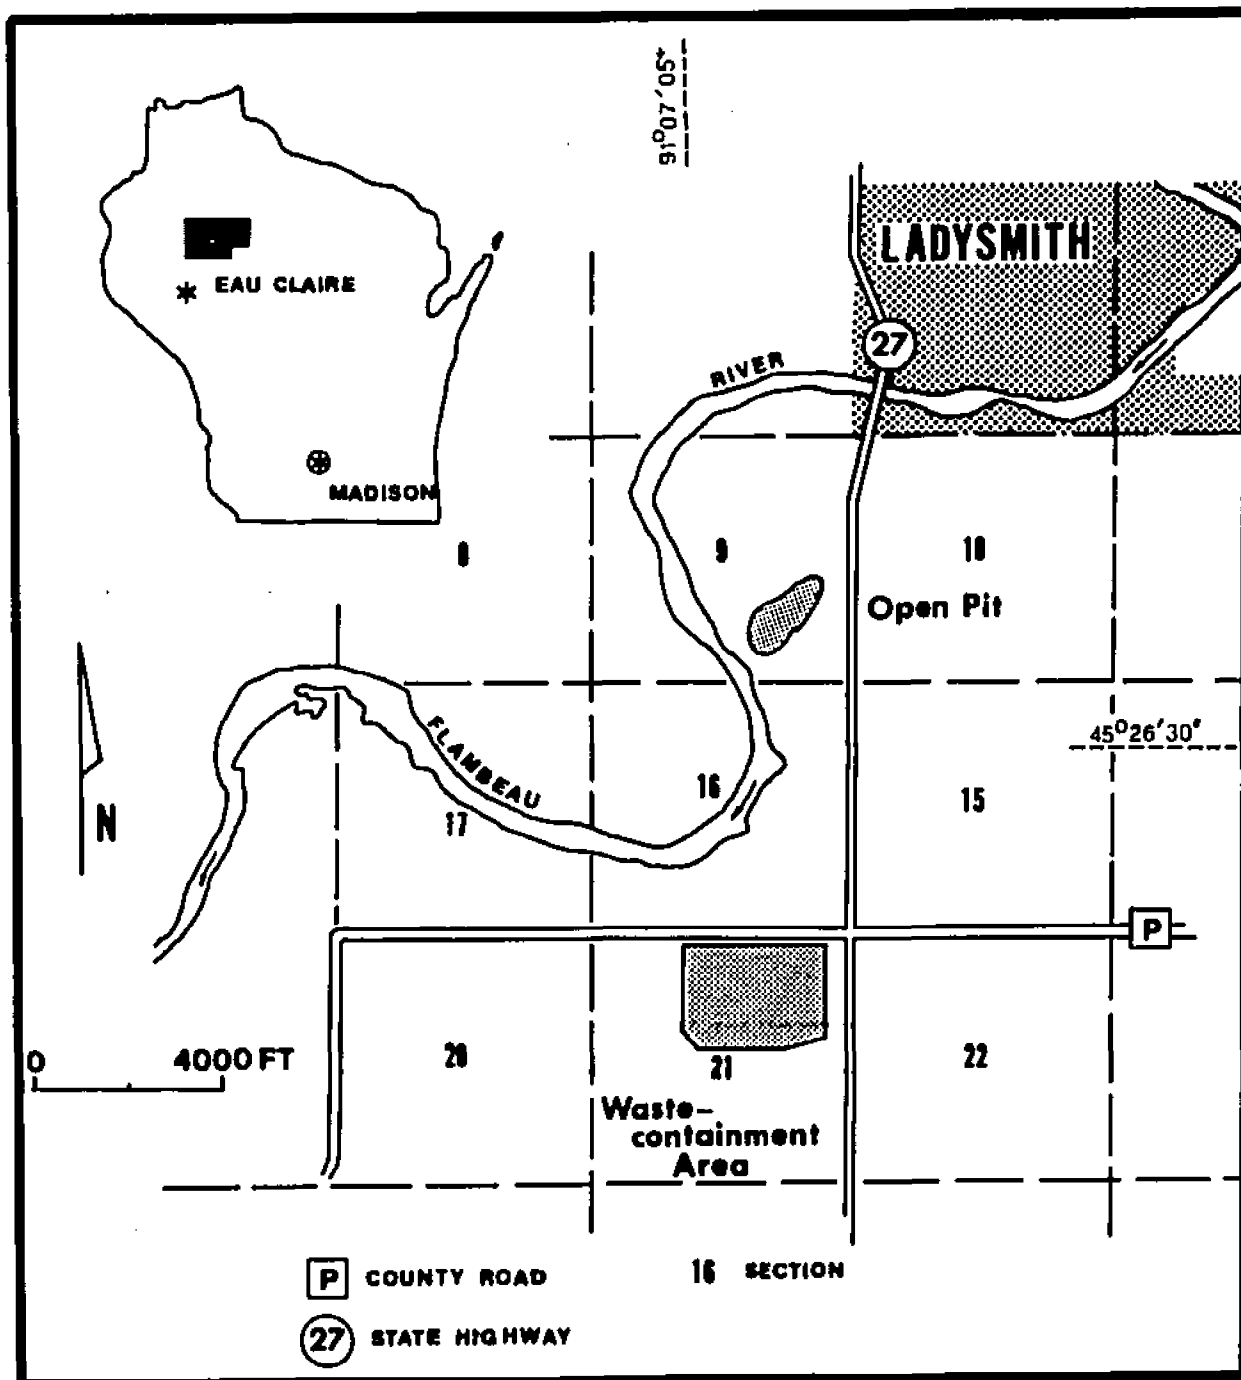 91°07'05"
LADYSMITH
EAU CLAIRE
27
RIVER
MADISON
8
9
10
Open Pit
FLAMBEAU
45°26'30"
16
15
17
N
P
0 4000 FT
20
21
22
Waste-
containment
Area
P COUNTY ROAD
16 SECTION
27 STATE HIGHWAY